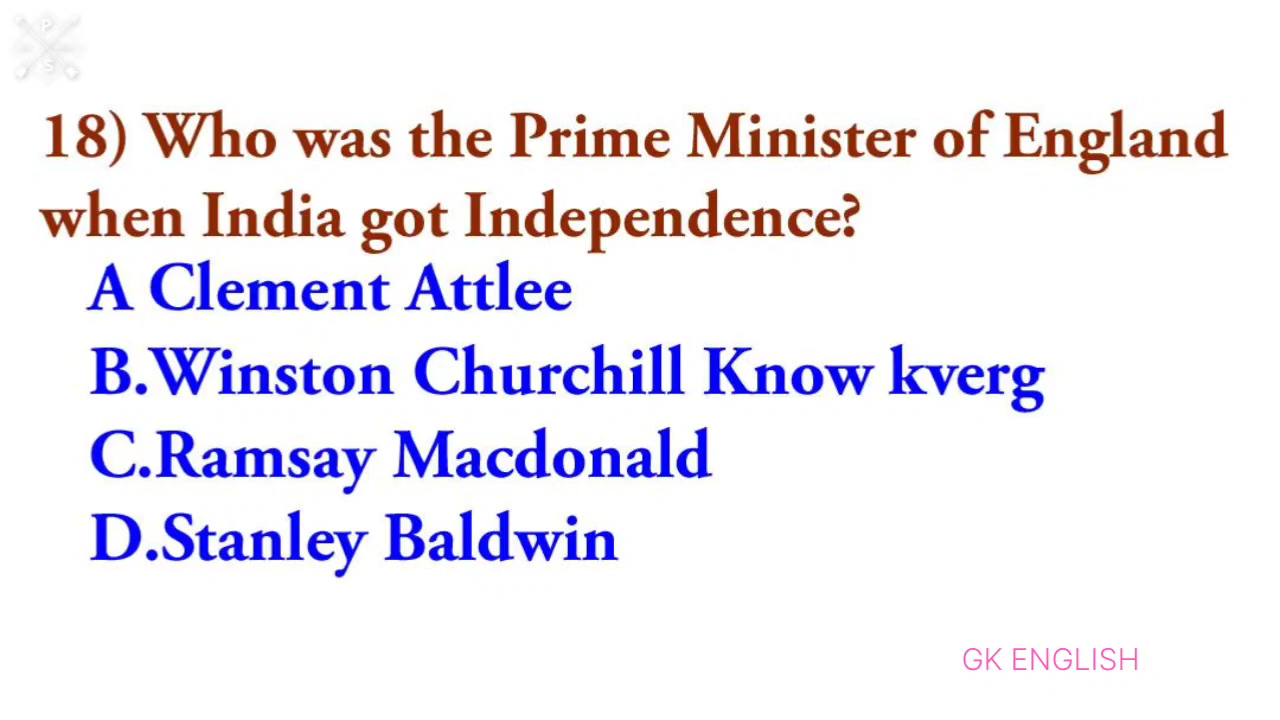 P
S
18) Who was the Prime Minister of England
when India got Independence?
A Clement Attlee
B.Winston Churchill Know kverg
C.Ramsay Macdonald
D.Stanley Baldwin
GK ENGLISH